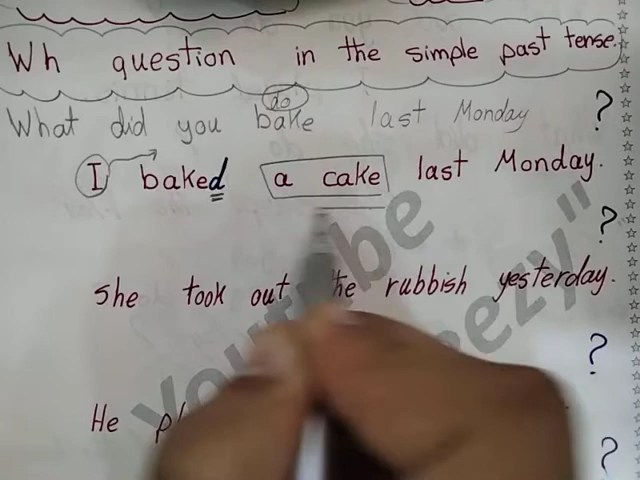 Wh question in the simple past tense.
do
What did you bake last Monday ?
I baked a cake last Monday.
?
She took out the rubbish yesterday.
?
He
?